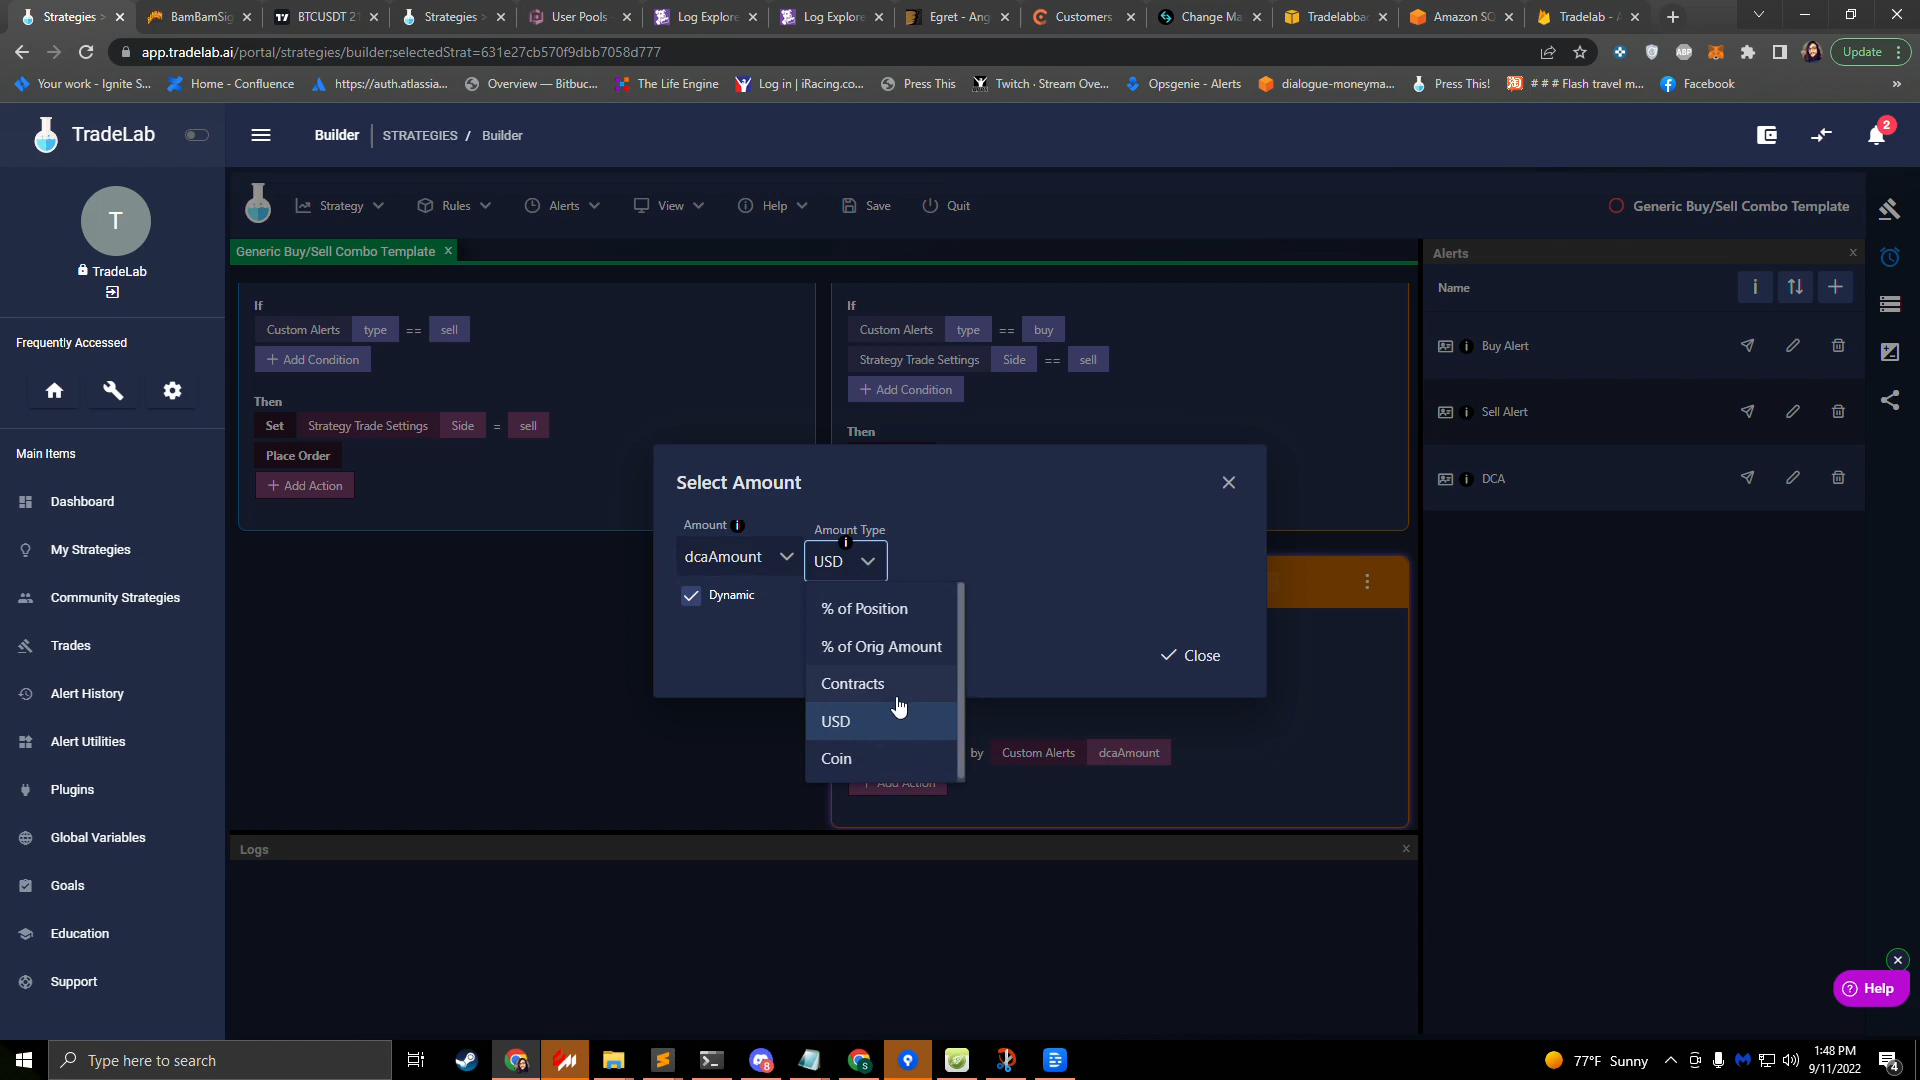 Strategies >
BamBamSig
BTCUSDT 21
Strategies >
User Pools -
Log Explore
Log Explore
Egret - Ang
Customers
Change Ma
Tradelabbac
Amazon SQ
Tradelab - A
app.tradelab.ai/portal/strategies/builder;selectedStrat=631e27cb570f9dbb7058d777
Update
Your work - Ignite S...
Home - Confluence
https://auth.atlassia...
Overview — Bitbuc...
The Life Engine
Log in | iRacing.co...
Press This
Twitch - Stream Ove...
Opsgenie - Alerts
dialogue-moneyma...
Press This!
# # # Flash travel m...
Facebook
»
TradeLab
Builder
STRATEGIES / Builder
2
T
TradeLab
Frequently Accessed
Main Items
Dashboard
My Strategies
Community Strategies
Trades
Alert History
Alert Utilities
Plugins
Global Variables
Goals
Education
Support
Strategy
Rules
Alerts
View
Help
Save
Quit
Generic Buy/Sell Combo Template
Generic Buy/Sell Combo Template
If
Custom Alerts type == sell
+ Add Condition
Then
Set Strategy Trade Settings Side = sell
Place Order
+ Add Action
If
Custom Alerts type == buy
Strategy Trade Settings Side == sell
+ Add Condition
Then
Select Amount
Amount i
Amount Type
i
dcaAmount
USD
Dynamic
% of Position
% of Orig Amount
Contracts
USD
Coin
Close
by Custom Alerts dcaAmount
+ Add Action
Alerts
Name
Buy Alert
Sell Alert
DCA
Logs
Help
Type here to search
8
S
77°F Sunny
1:48 PM
9/11/2022
4